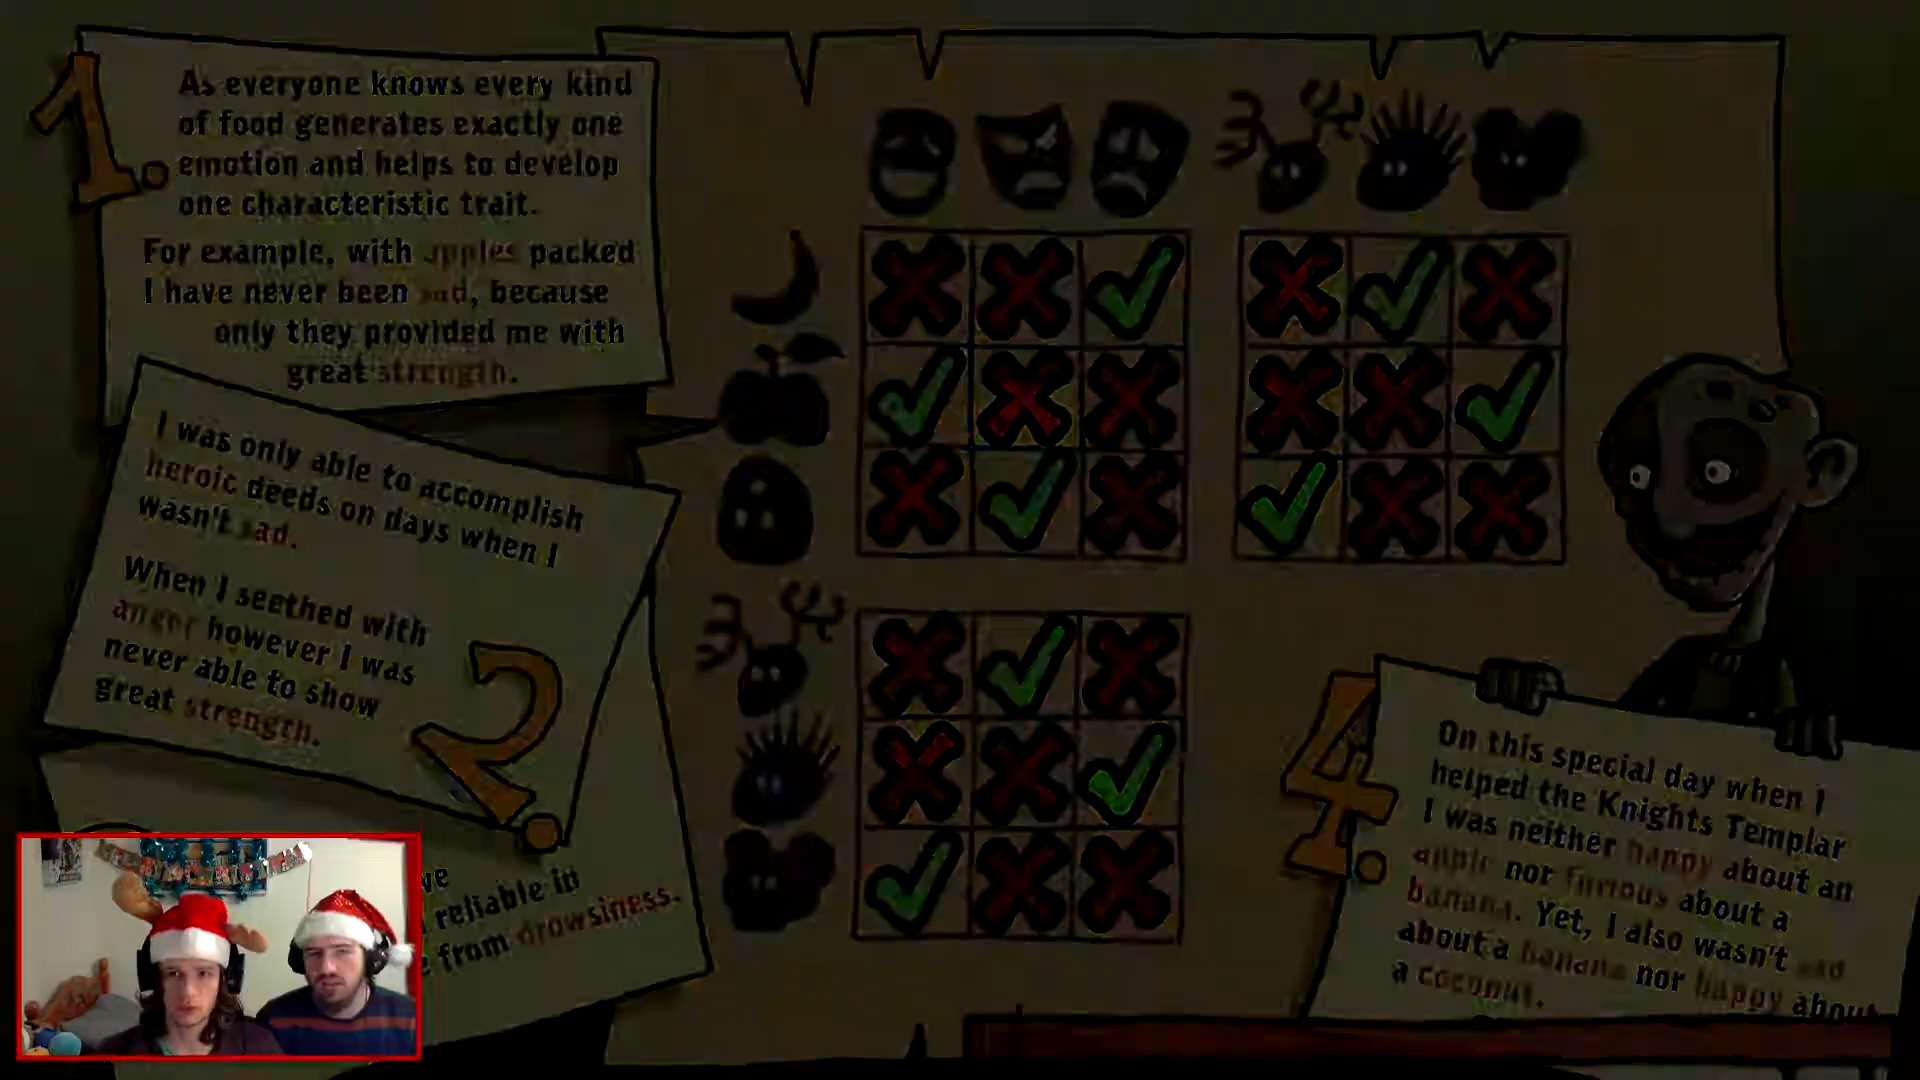 1.
As everyone knows every kind
of food generates exactly one
emotion and helps to develop
one characteristic trait.
For example, with apples packed
I have never been sad, because
only they provided me with
great strength.
I was only able to accomplish
heroic deeds on days when I
wasn't sad.
When I seethed with
anger however I was
never able to show
great strength.
2.
ve
reliable in
e from drowsiness.
4.
On this special day when I
helped the Knights Templar
I was neither happy about an
apple nor furious about a
banana. Yet, I also wasn't sad
about a banana nor happy about
a coconut.